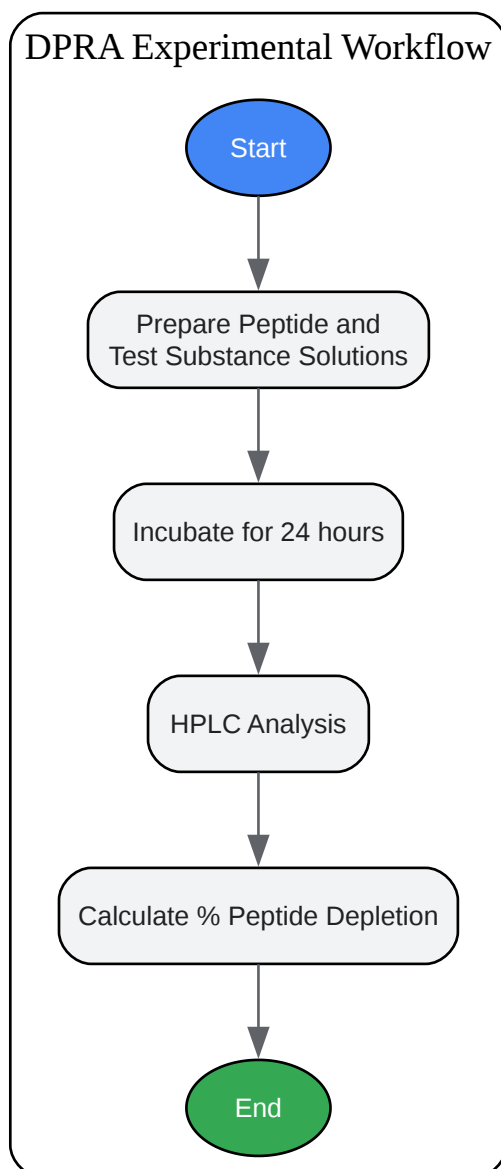 DPRA Experimental Workflow
Start
Prepare Peptide and
Test Substance Solutions
Incubate for 24 hours
HPLC Analysis
Calculate % Peptide Depletion
End